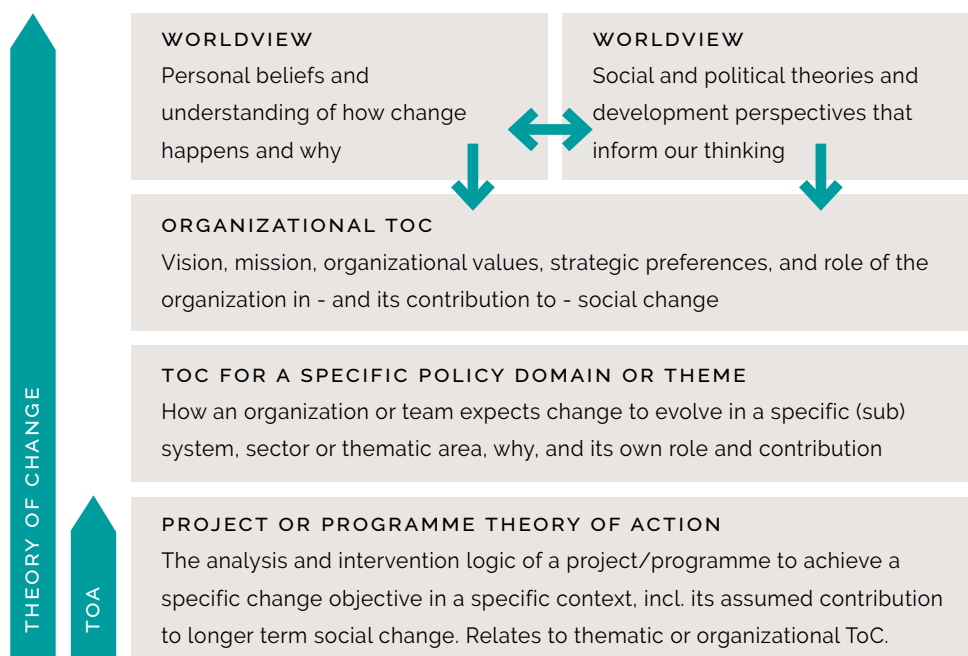 WORLDVIEW
Personal beliefs and
understanding of how change
happens and why
WORLDVIEW
Social and political theories and
development perspectives that
inform our thinking
ORGANIZATIONAL TOC
Vision, mission, organizational values, strategic preferences, and role of the
organization in - and its contribution to - social change
TOC FOR A SPECIFIC POLICY DOMAIN OR THEME
How an organization or team expects change to evolve in a specific (sub)
system, sector or thematic area, why, and its own role and contribution
PROJECT OR PROGRAMME THEORY OF ACTION
The analysis and intervention logic of a project/programme to achieve a
specific change objective in a specific context, incl. its assumed contribution
to longer term social change. Relates to thematic or organizational ToC.
THEORY OF CHANGE
TOA